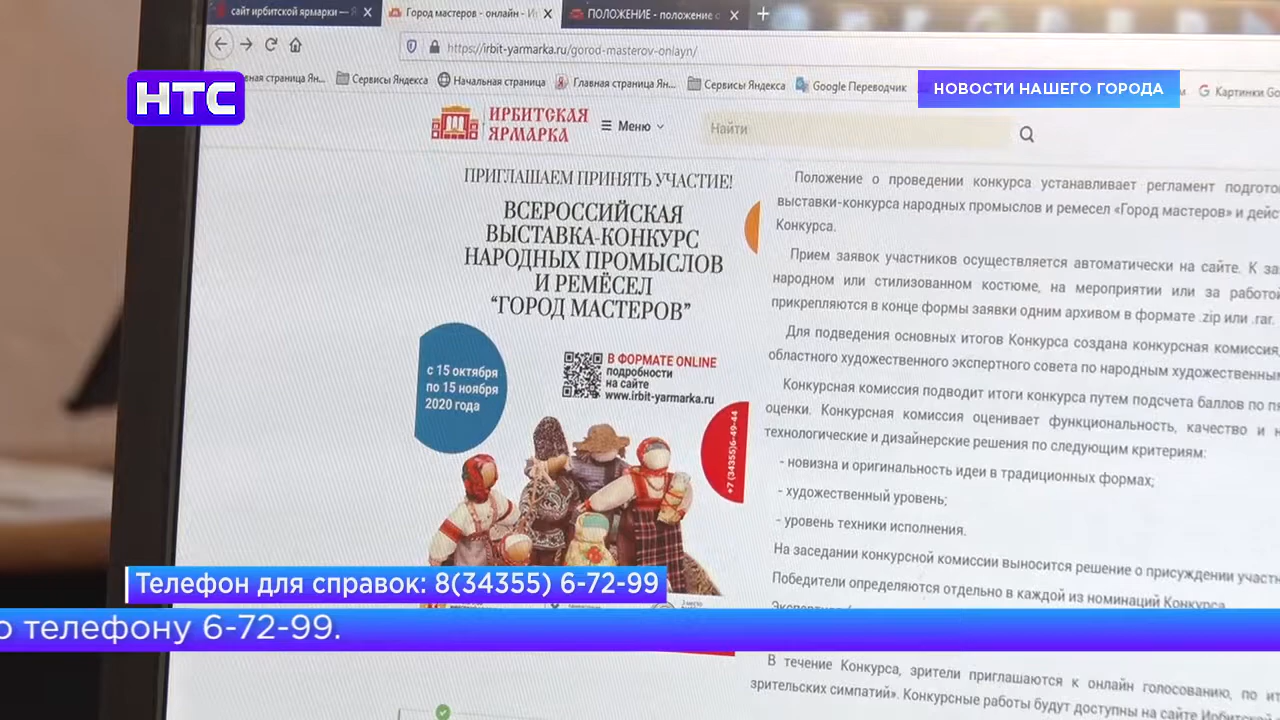 сайт ирбитской ярмарки —
Город мастеров - онлайн - И
ПОЛОЖЕНИЕ - положение о
https://irbit-yarmarka.ru/gorod-masterov-onlayn/
вная страница Ян...
Сервисы Яндекса
Начальная страница
Главная страница Ян...
Сервисы Яндекса
Google Переводчик
Картинки Go
НТС
НОВОСТИ НАШЕГО ГОРОДА
ИРБИТСКАЯ
ЯРМАРКА
Меню
Найти
ПРИГЛАШАЕМ ПРИНЯТЬ УЧАСТИЕ!
ВСЕРОССИЙСКАЯ
ВЫСТАВКА-КОНКУРС
НАРОДНЫХ ПРОМЫСЛОВ
И РЕМЁСЕЛ
“ГОРОД МАСТЕРОВ”
с 15 октября
по 15 ноября
2020 года
В ФОРМАТЕ ONLINE
подробности
на сайте
www.irbit-yarmarka.ru
+7 (34355)6-49-44
Положение о проведении конкурса устанавливает регламент подгото
выставки-конкурса народных промыслов и ремесел «Город мастеров» и дейс
Конкурса.
Прием заявок участников осуществляется автоматически на сайте. К за
народном или стилизованном костюме, на мероприятии или за работой
прикрепляются в конце формы заявки одним архивом в формате .zip или .rar.
Для подведения основных итогов Конкурса создана конкурсная комиссия,
областного художественного экспертного совета по народным художественным
Конкурсная комиссия подводит итоги конкурса путем подсчета баллов по п
оценки. Конкурсная комиссия оценивает функциональность, качество и н
технологические и дизайнерские решения по следующим критериям:
- новизна и оригинальность идеи в традиционных формах;
- художественный уровень;
- уровень техники исполнения.
На заседании конкурсной комиссии выносится решение о присуждении участн
Победители определяются отдельно в каждой из номинаций Конкурса.
Телефон для справок: 8(34355) 6-72-99
о телефону 6-72-99.
В течение Конкурса, зрители приглашаются к онлайн голосованию, по ит
зрительских симпатий». Конкурсные работы будут доступны на сайте Ирбитской